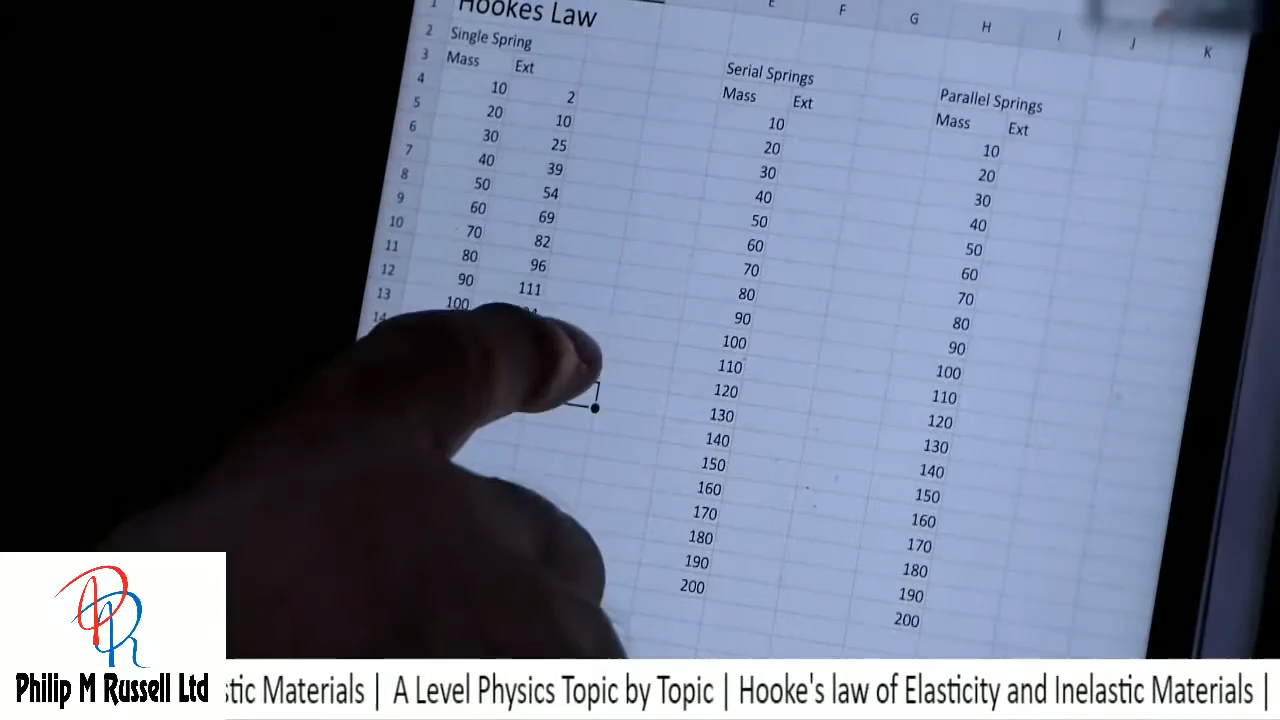 E F G H I J K
1 Hookes Law
2 Single Spring
3 Mass Ext
4 10 2
5 20 10
6 30 25
7 40 39
8 50 54
9 60 69
10 70 82
11 80 96
12 90 111
13 100
14
Serial Springs
Mass Ext
10
20
30
40
50
60
70
80
90
100
110
120
130
140
150
160
170
180
190
200
Parallel Springs
Mass Ext
10
20
30
40
50
60
70
80
90
100
110
120
130
140
150
160
170
180
190
200
Philip M Russell Ltd
stic Materials | A Level Physics Topic by Topic | Hooke's law of Elasticity and Inelastic Materials |